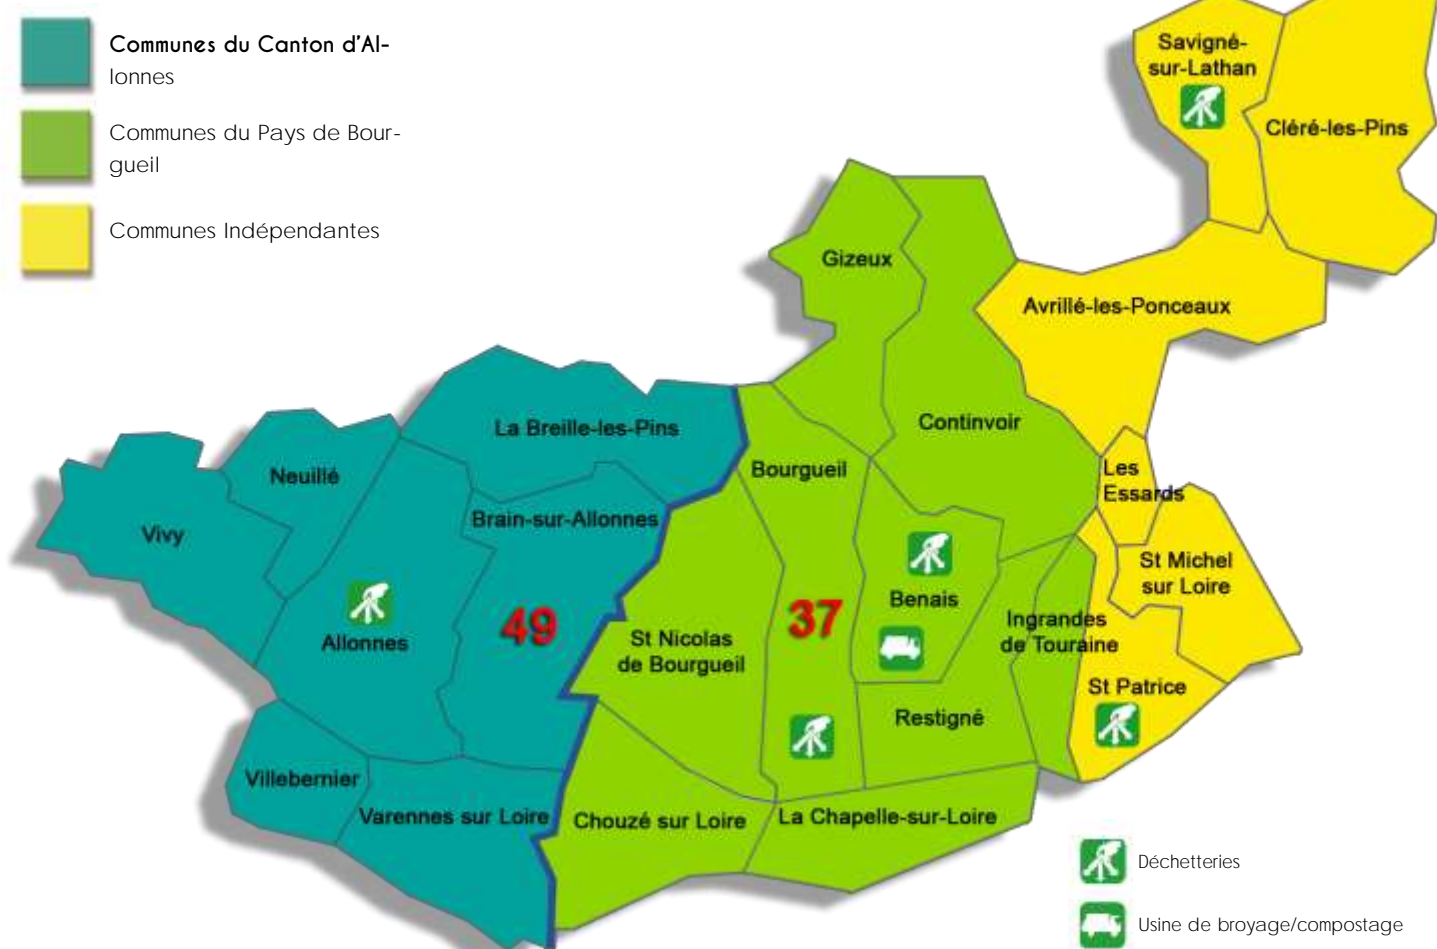 Communes du Canton d'Al-
lonnes
Communes du Pays de Bour-
gueil
Communes Indépendantes
Savigné-
sur-Lathan
Cléré-les-Pins
Gizeux
Avrillé-les-Ponceaux
La Breille-les-Pins
Continvoir
Neuillé
Bourgueil
Les
Essards
Vivy
Brain-sur-Allonnes
St Michel
sur Loire
Benais
49
37
Ingrandes
de Touraine
Allonnes
St Nicolas
de Bourgueil
St Patrice
Restigné
Villebernier
Varennes sur Loire
Chouzé sur Loire
La Chapelle-sur-Loire
Déchetteries
Usine de broyage/compostage